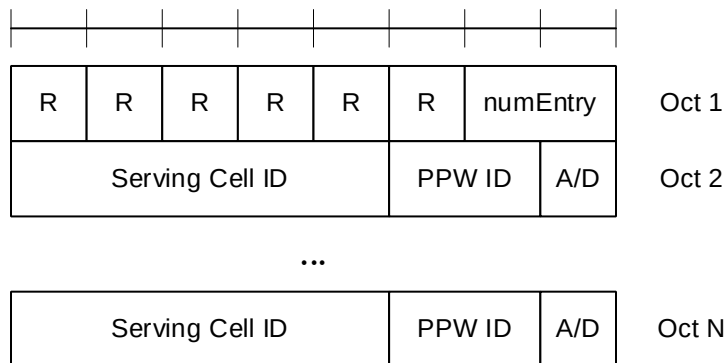 R R R R R R numEntry Oct 1
Serving Cell ID PPW ID A/D Oct 2
...
Serving Cell ID PPW ID A/D Oct N